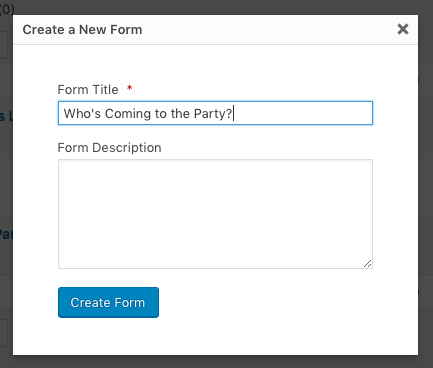 (0)
Create a New Form
Form Title *
Who's Coming to the Party?
Form Description
Create Form